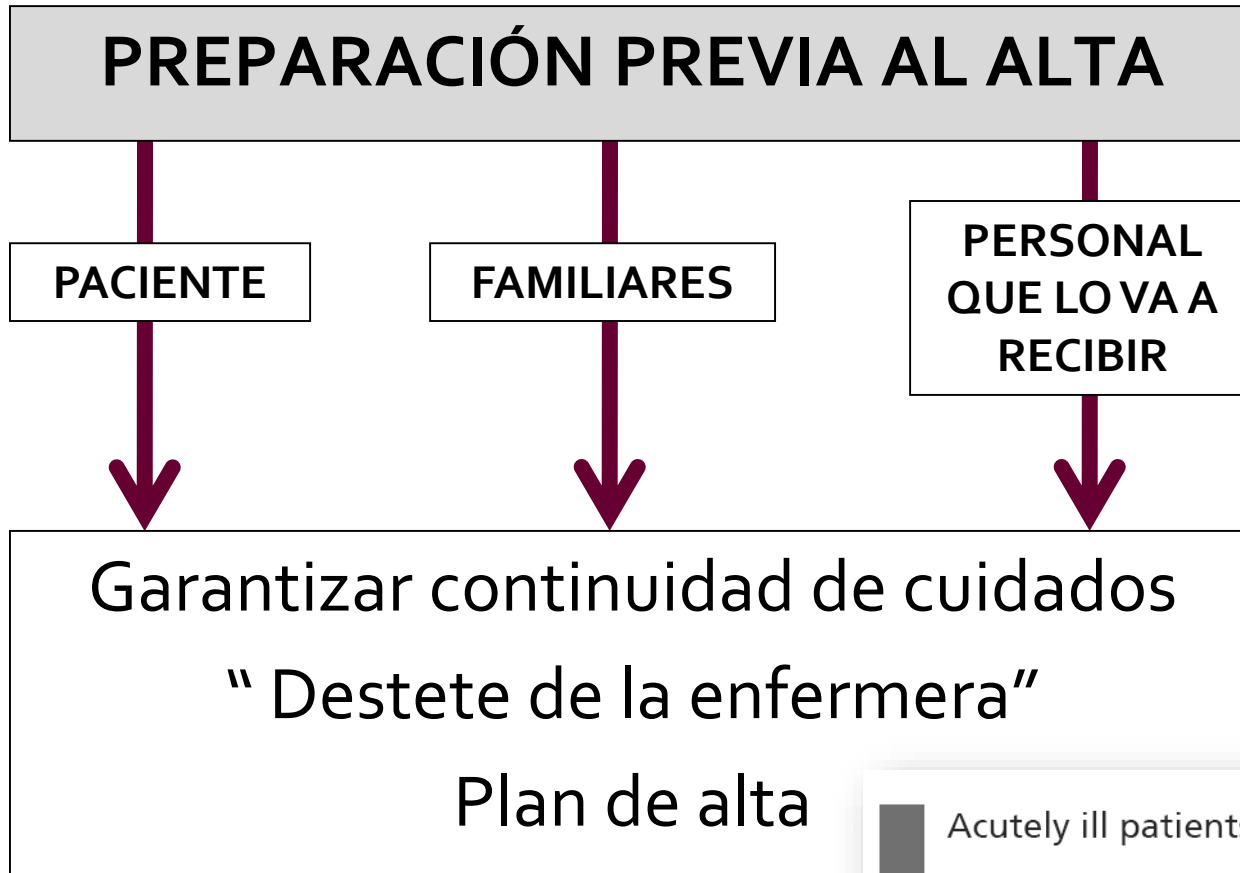 PREPARACIÓN PREVIA AL ALTA
PACIENTE
FAMILIARES
PERSONAL
QUE LO VA A
RECIBIR
Garantizar continuidad de cuidados
“ Destete de la enfermera”
Plan de alta
Acutely ill patients